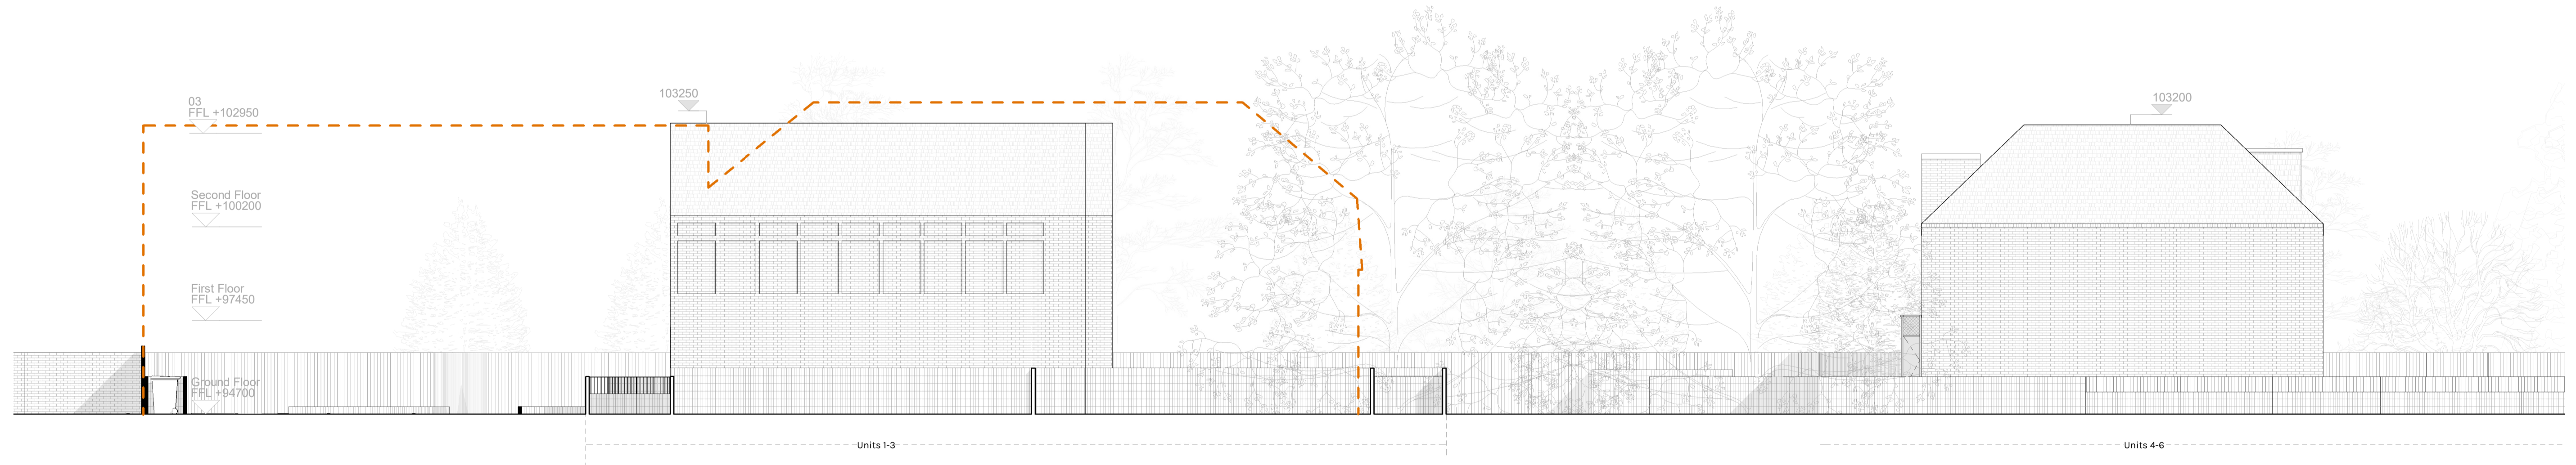 03
FFL +102950
103250
103200
Second Floor
FFL +100200
First Floor
FFL +97450
Ground Floor
FFL +94700
Units 1-3
Units 4-6